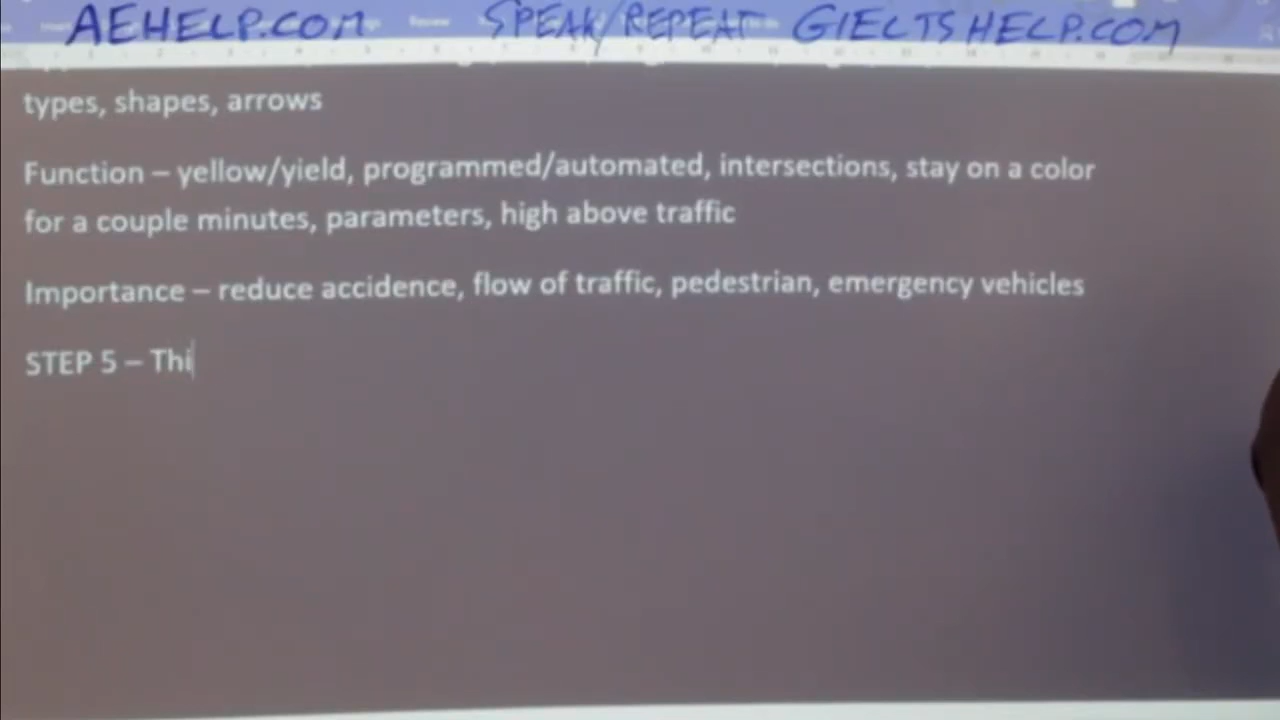 AEHELP.COM SPEAK/REPEAT GIELTSHELP.COM
types, shapes, arrows
Function – yellow/yield, programmed/automated, intersections, stay on a color
for a couple minutes, parameters, high above traffic
Importance – reduce accidence, flow of traffic, pedestrian, emergency vehicles
STEP 5 – Thi